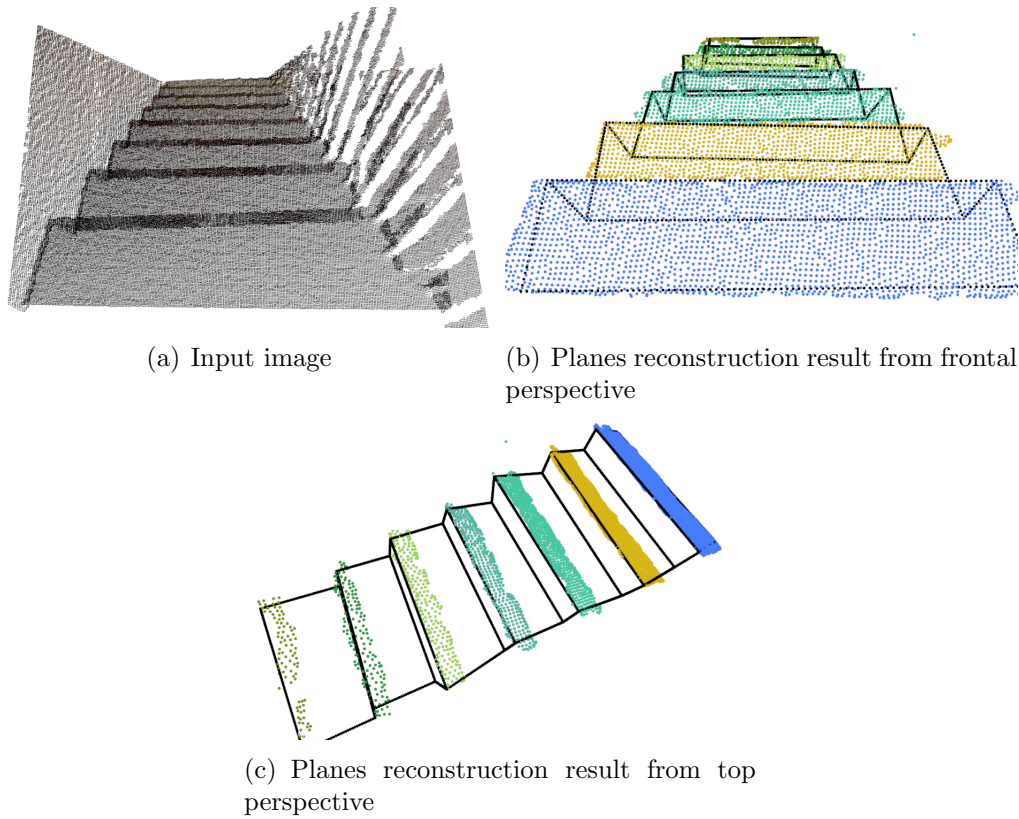 (a) Input image
(b) Planes reconstruction result from frontal
perspective
(c) Planes reconstruction result from top
perspective